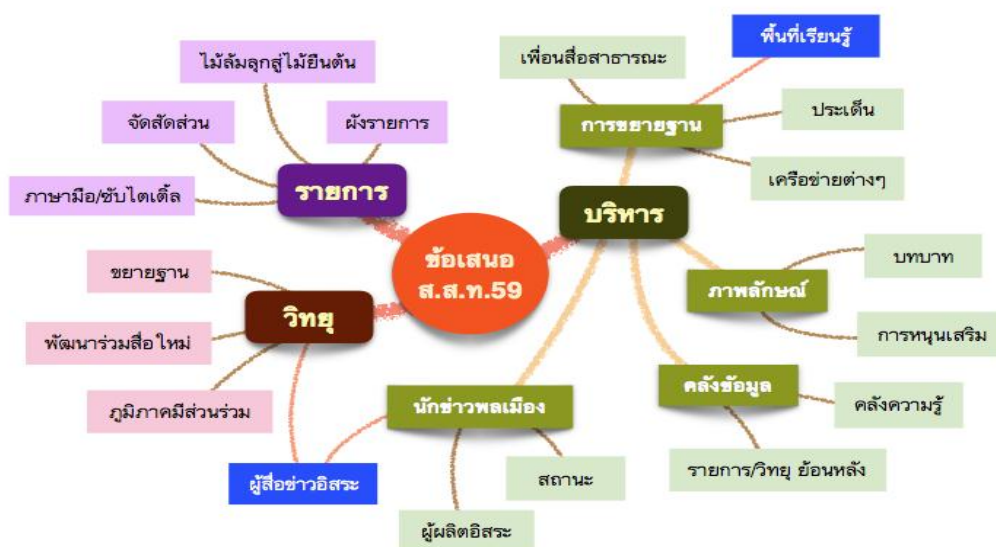 ข้อเสนอ
ส.ส.ท.59
รายการ
ไม้ล้มลุกสู่ไม้ยืนต้น
ผังรายการ
จัดสัดส่วน
ภาษามือ/ซับไตเติ้ล
วิทยุ
ขยายฐาน
พัฒนาร่วมสื่อใหม่
ภูมิภาคมีส่วนร่วม
ผู้สื่อข่าวอิสระ
บริหาร
การขยายฐาน
เพื่อนสื่อสาธารณะ
พื้นที่เรียนรู้
ประเด็น
เครือข่ายต่างๆ
ภาพลักษณ์
บทบาท
การหนุนเสริม
คลังข้อมูล
คลังความรู้
รายการ/วิทยุ ย้อนหลัง
นักข่าวพลเมือง
สถานะ
ผู้ผลิตอิสระ